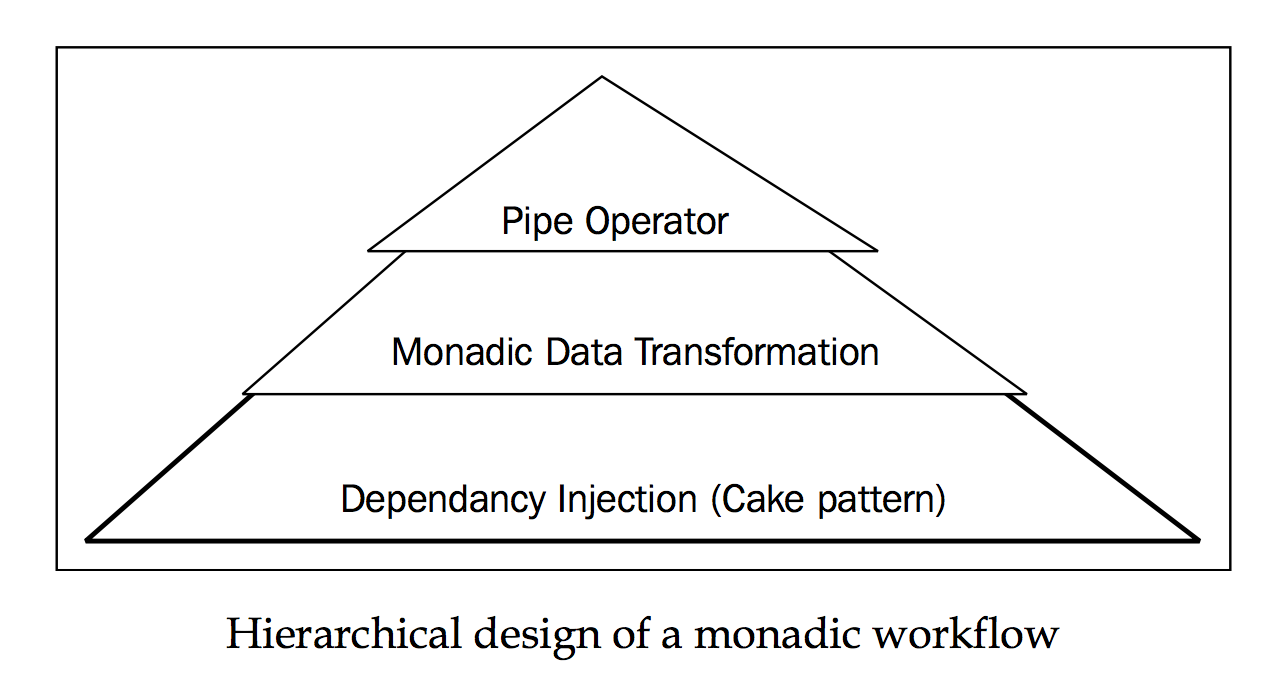 Pipe Operator
Monadic Data Transformation
Dependancy Injection (Cake pattern)
Hierarchical design of a monadic workflow